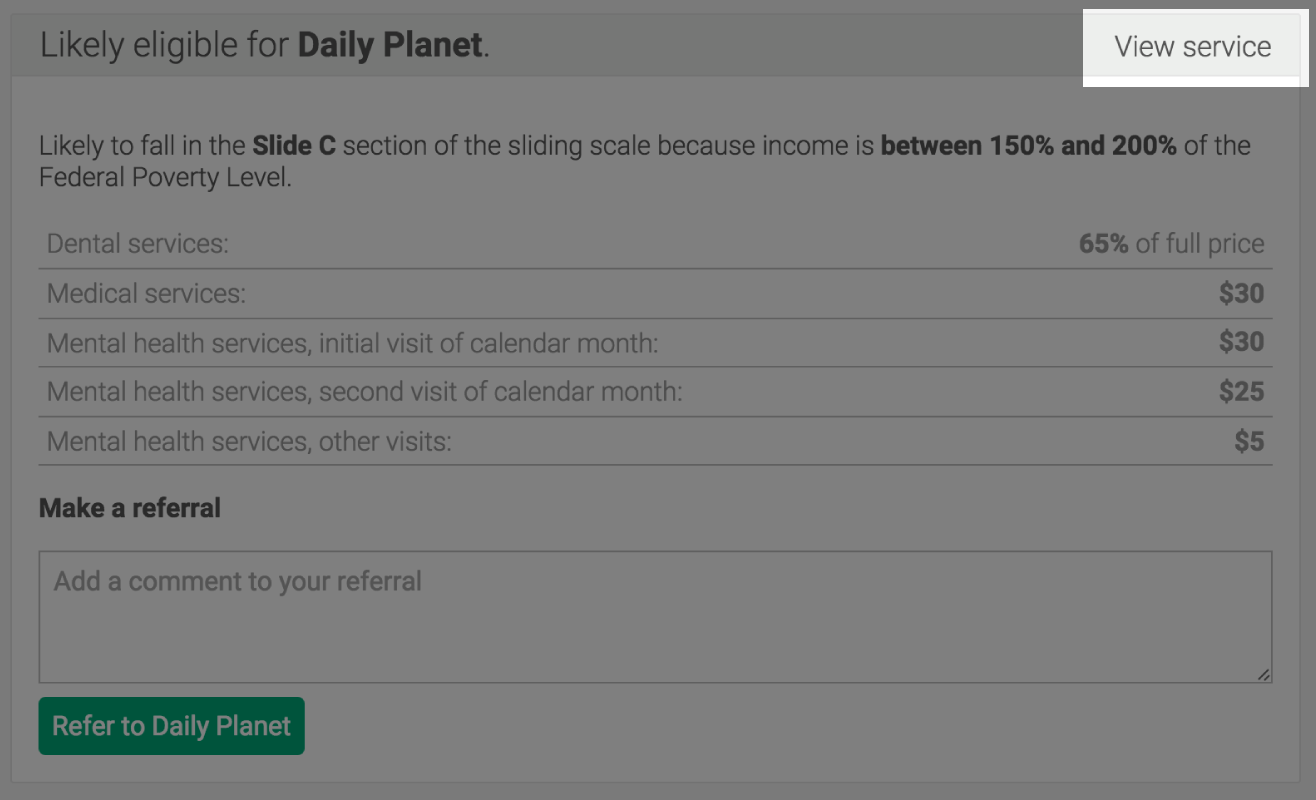 Likely eligible for Daily Planet.
View service
Likely to fall in the Slide C section of the sliding scale because income is between 150% and 200% of the
Federal Poverty Level.
Dental services: 65% of full price
Medical services: $30
Mental health services, initial visit of calendar month: $30
Mental health services, second visit of calendar month: $25
Mental health services, other visits: $5
Make a referral
Add a comment to your referral
Refer to Daily Planet